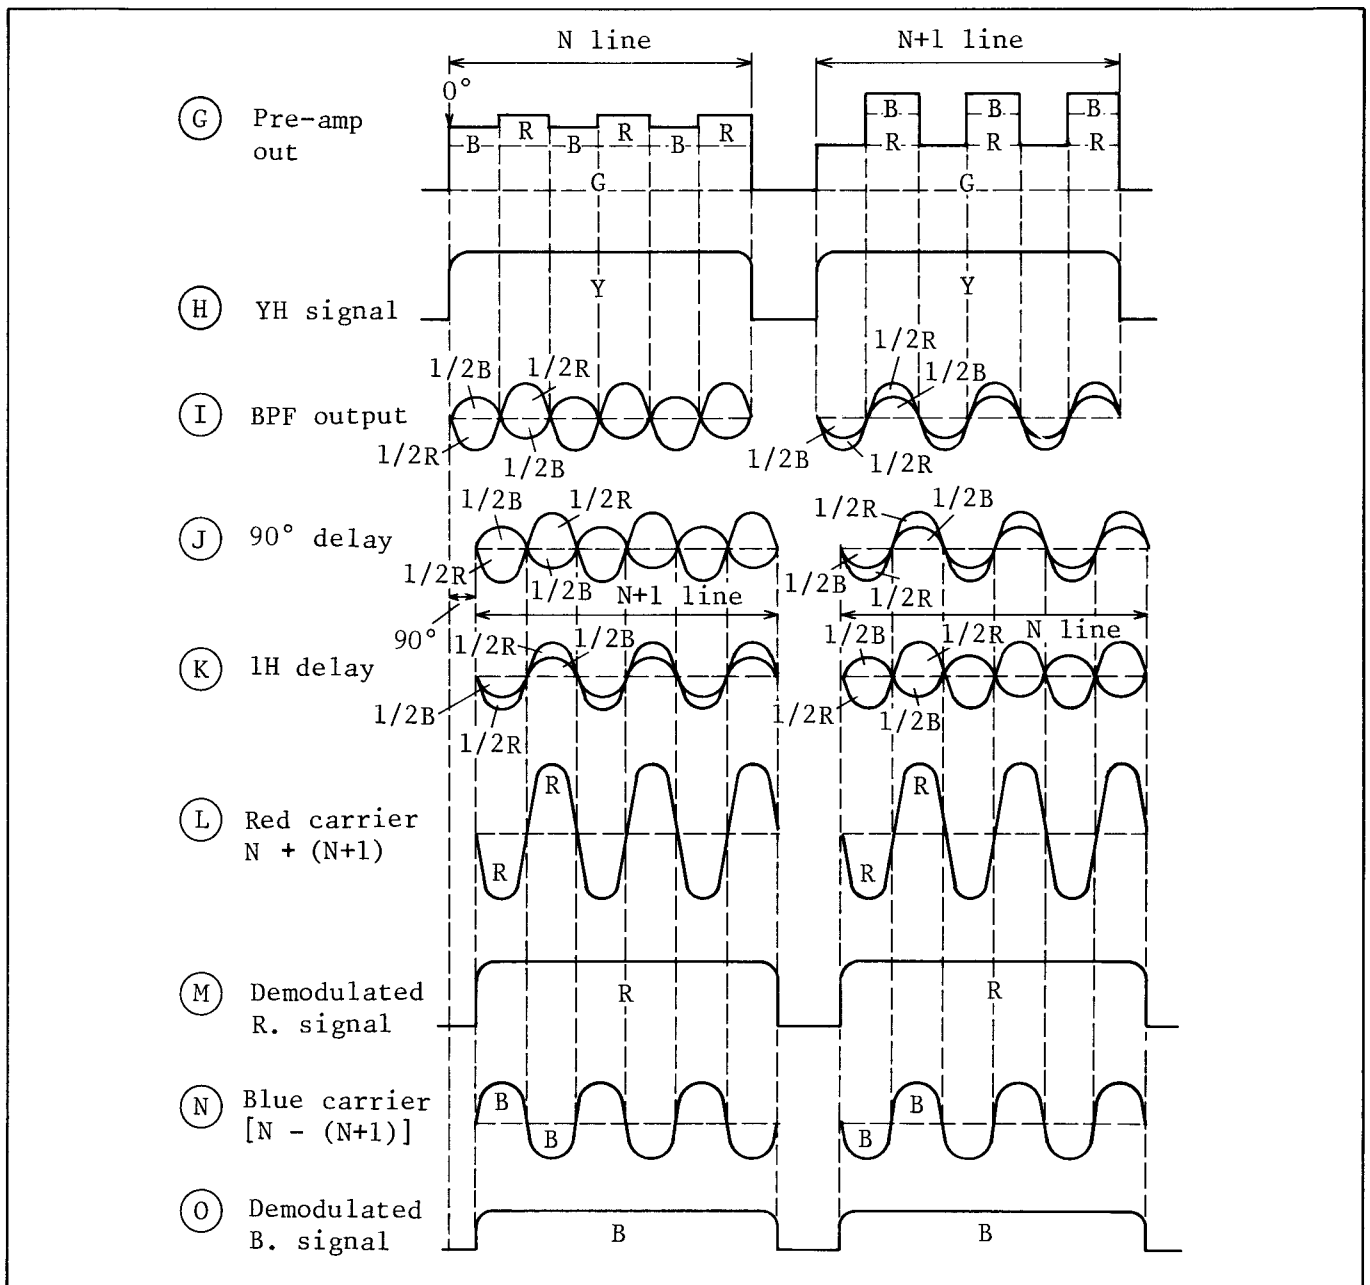 N line
N+1 line
0°
G Pre-amp out
B R B R B R
G
B B B
R R R
G
H YH signal
Y
Y
I BPF output
1/2B 1/2R
1/2R 1/2B
1/2R
1/2B
1/2B 1/2R
J 90° delay
1/2B 1/2R
1/2R 1/2B
1/2R 1/2B
1/2B 1/2R
90°
N+1 line
N line
K 1H delay
1/2R 1/2B
1/2B
1/2R
1/2B 1/2R
1/2R 1/2B
L Red carrier
N + (N+1)
R
R
R
R
M Demodulated
R. signal
R
R
N Blue carrier
[N - (N+1)]
B
B
B
B
O Demodulated
B. signal
B
B